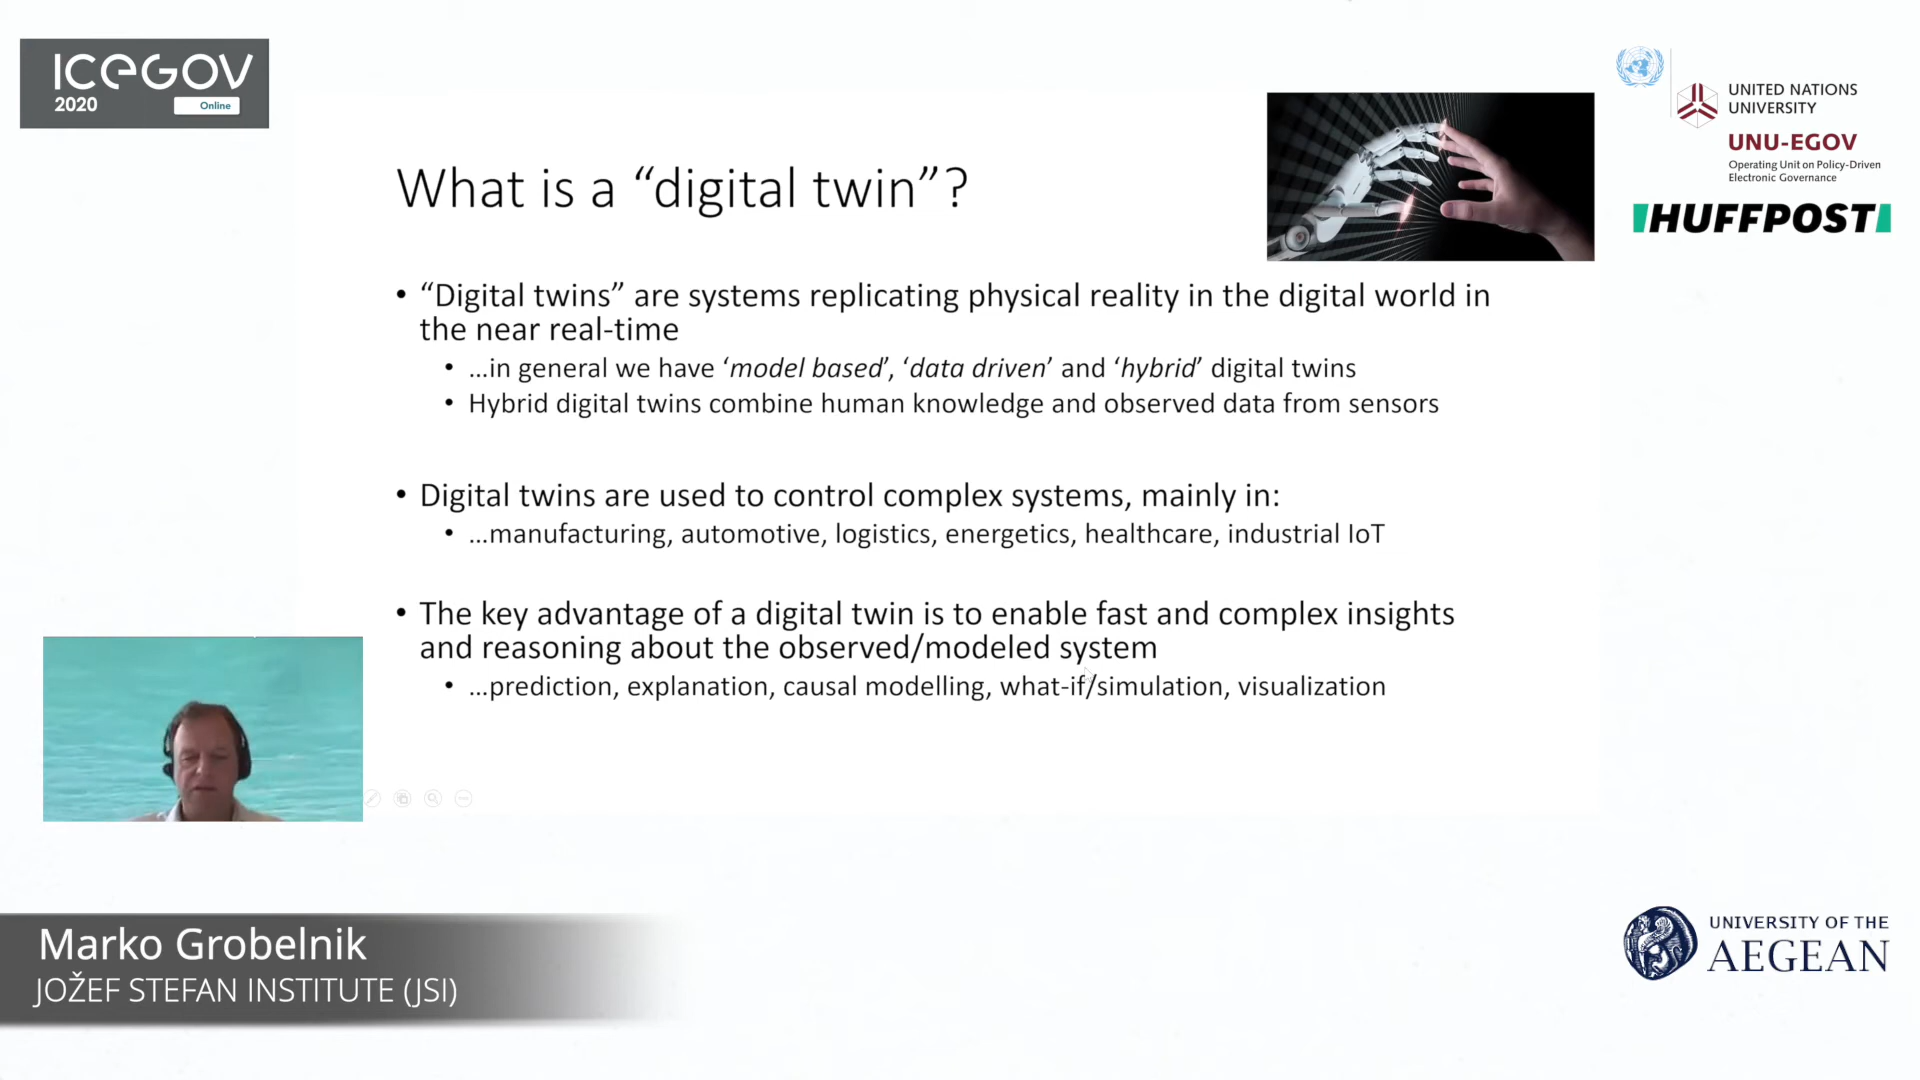 ICEGOV
2020
Online
UNITED NATIONS
UNIVERSITY
UNU-EGOV
Operating Unit on Policy-Driven
Electronic Governance
HUFFPOST
What is a “digital twin”?
• “Digital twins” are systems replicating physical reality in the digital world in
the near real-time
• …in general we have ‘model based’, ‘data driven’ and ‘hybrid’ digital twins
• Hybrid digital twins combine human knowledge and observed data from sensors
• Digital twins are used to control complex systems, mainly in:
• …manufacturing, automotive, logistics, energetics, healthcare, industrial IoT
• The key advantage of a digital twin is to enable fast and complex insights
and reasoning about the observed/modeled system
• …prediction, explanation, causal modelling, what-if/simulation, visualization
Marko Grobelnik
JOŽEF STEFAN INSTITUTE (JSI)
UNIVERSITY OF THE
AEGEAN